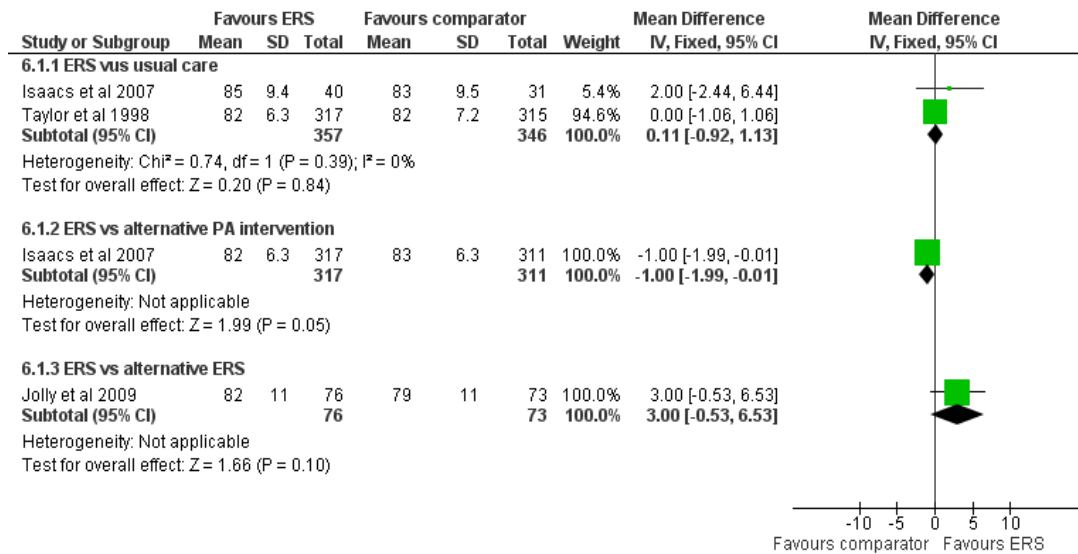 Favours ERS Favours comparator Mean Difference Mean Difference
Study or Subgroup Mean SD Total Mean SD Total Weight IV, Fixed, 95% CI IV, Fixed, 95% CI
6.1.1 ERS vus usual care
Isaacs et al 2007 85 9.4 40 83 9.5 31 5.4% 2.00 [-2.44, 6.44]
Taylor et al 1998 82 6.3 317 82 7.2 315 94.6% 0.00 [-1.06, 1.06]
Subtotal (95% CI) 357 346 100.0% 0.11 [-0.92, 1.13]
Heterogeneity: Chi² = 0.74, df = 1 (P = 0.39); I² = 0%
Test for overall effect: Z = 0.20 (P = 0.84)
6.1.2 ERS vs alternative PA intervention
Isaacs et al 2007 82 6.3 317 83 6.3 311 100.0% -1.00 [-1.99, -0.01]
Subtotal (95% CI) 317 311 100.0% -1.00 [-1.99, -0.01]
Heterogeneity: Not applicable
Test for overall effect: Z = 1.99 (P = 0.05)
6.1.3 ERS vs alternative ERS
Jolly et al 2009 82 11 76 79 11 73 100.0% 3.00 [-0.53, 6.53]
Subtotal (95% CI) 76 73 100.0% 3.00 [-0.53, 6.53]
Heterogeneity: Not applicable
Test for overall effect: Z = 1.66 (P = 0.10)
-10 -5 0 5 10
Favours comparator Favours ERS